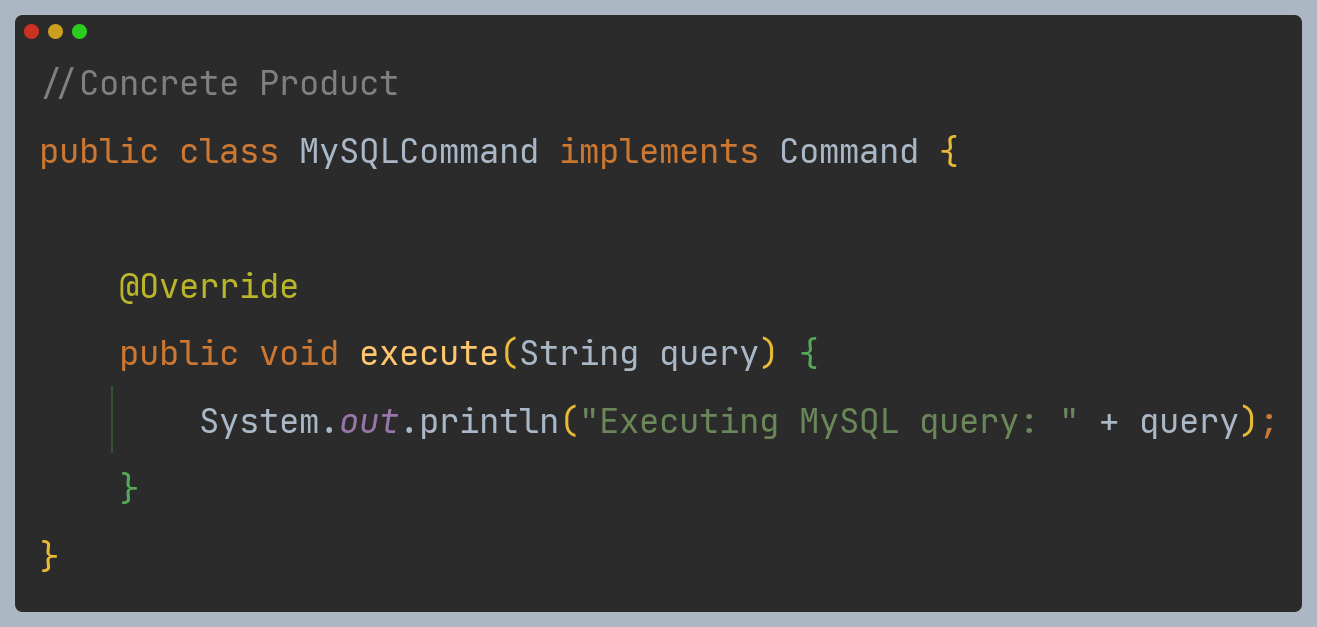 //Concrete Product
public class MySQLCommand implements Command {
@Override
public void execute(String query) {
System.out.println("Executing MySQL query: " + query);
}
}